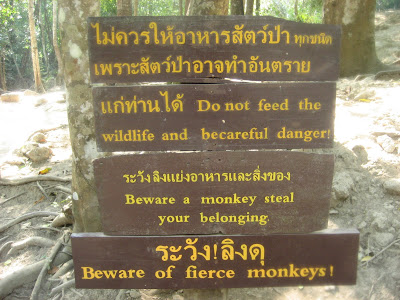 ไม่ควรให้อาหารสัตว์ป่า ทุกชนิด
เพราะสัตว์ป่าอาจทำอันตราย
แก่ท่านได้ Do not feed the
wildlife and becareful danger!
ระวังลิงแย่งอาหารและสิ่งของ
Beware a monkey steal
your belonging.
ระวัง!ลิงดุ
Beware of fierce monkeys!